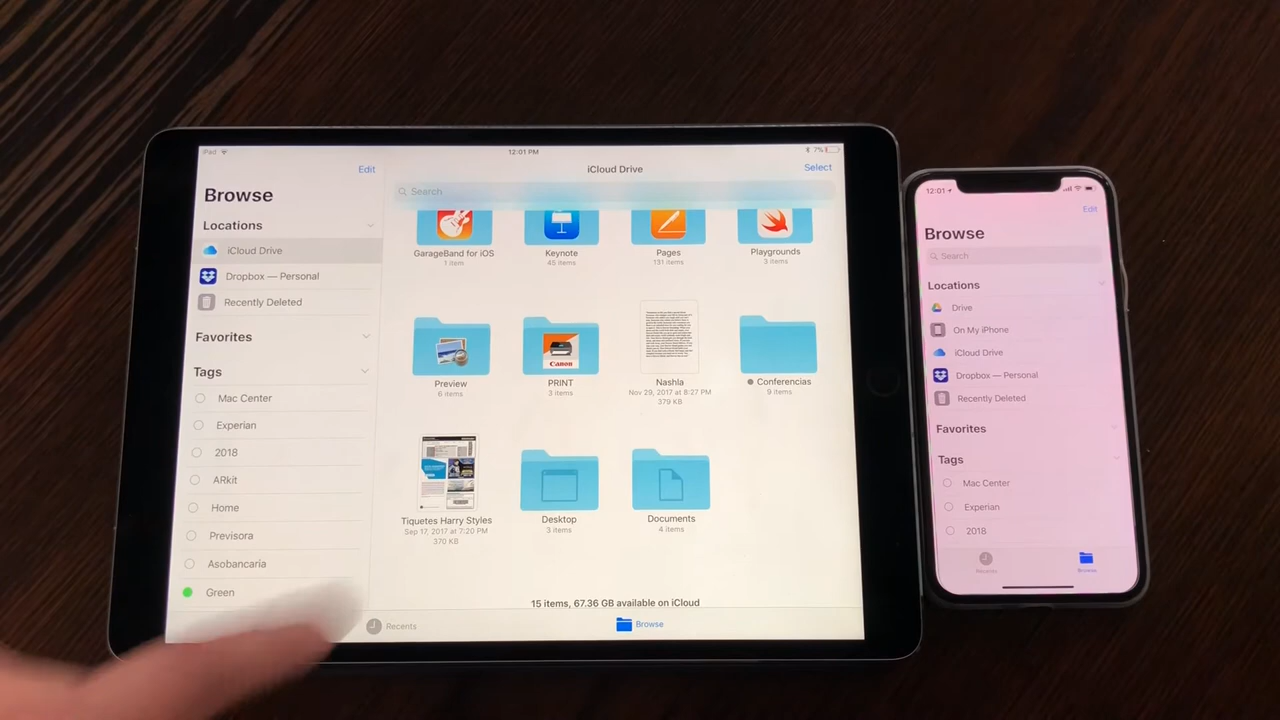 iPad
12:01 PM
7%
Edit
iCloud Drive
Select
Browse
Search
Locations
iCloud Drive
Dropbox — Personal
Recently Deleted
Favorites
Tags
Mac Center
Experian
2018
ARkit
Home
Previsora
Asobancaria
Green
GarageBand for iOS
1 item
Keynote
45 items
Pages
131 items
Playgrounds
3 items
Preview
6 items
Canon
PRINT
3 items
Nashla
Nov 29, 2017 at 8:27 PM
379 KB
Conferencias
9 items
Tiquetes Harry Styles
Sep 17, 2017 at 7:20 PM
370 KB
Desktop
3 items
Documents
4 items
15 items, 67.36 GB available on iCloud
Recents
Browse
12:01
Edit
Browse
Search
Locations
Drive
On My iPhone
iCloud Drive
Dropbox — Personal
Recently Deleted
Favorites
Tags
Mac Center
Experian
2018
Recents
Browse